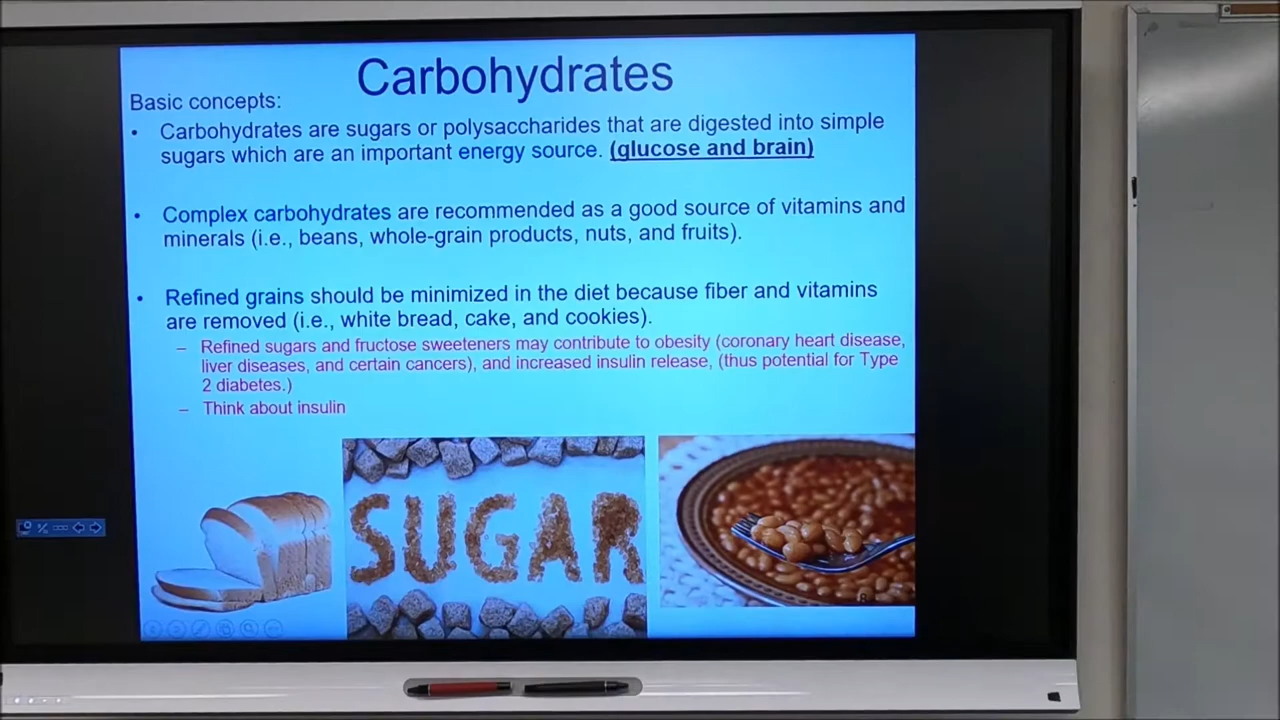 Carbohydrates
Basic concepts:
• Carbohydrates are sugars or polysaccharides that are digested into simple
sugars which are an important energy source. (glucose and brain)
• Complex carbohydrates are recommended as a good source of vitamins and
minerals (i.e., beans, whole-grain products, nuts, and fruits).
• Refined grains should be minimized in the diet because fiber and vitamins
are removed (i.e., white bread, cake, and cookies).
– Refined sugars and fructose sweeteners may contribute to obesity (coronary heart disease,
liver diseases, and certain cancers), and increased insulin release, (thus potential for Type
2 diabetes.)
– Think about insulin
SUGAR
8